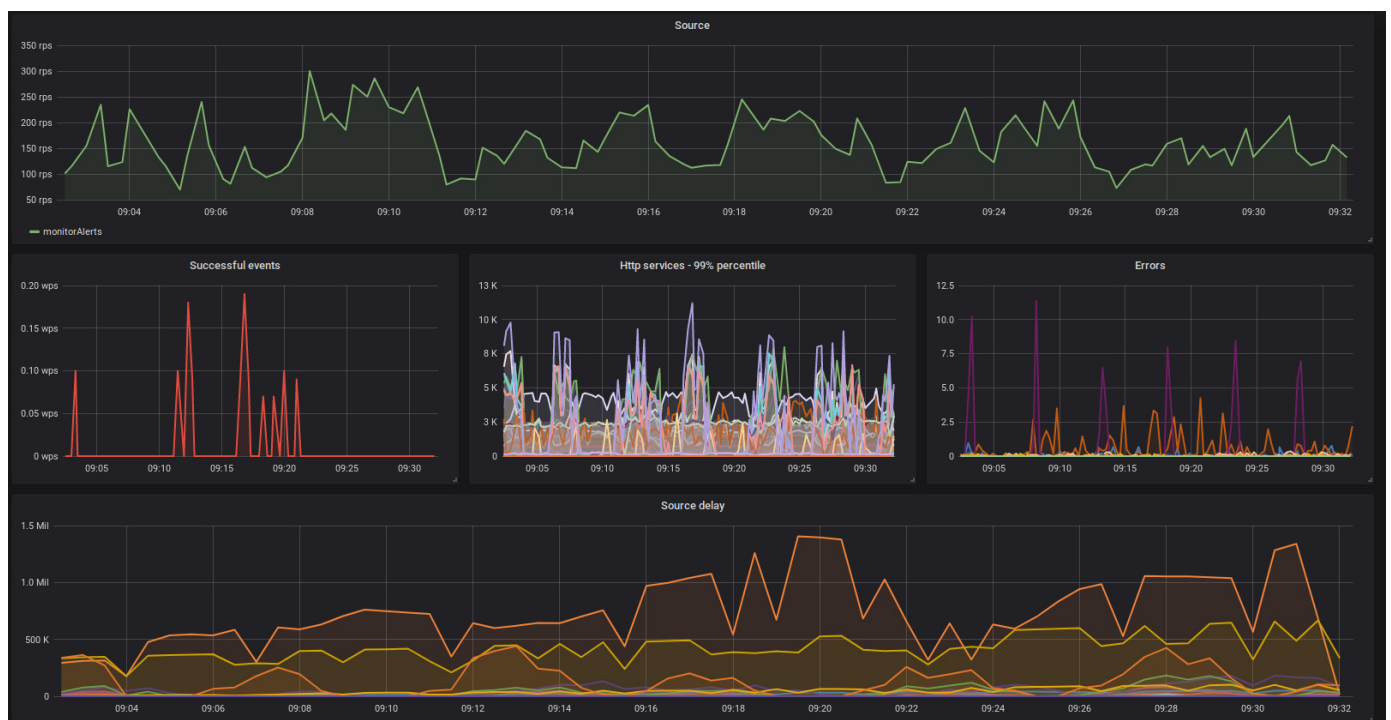 Source
350 rps
300 rps
250 rps
200 rps
150 rps
100 rps
50 rps
09:04 09:06 09:08 09:10 09:12 09:14 09:16 09:18 09:20 09:22 09:24 09:26 09:28 09:30 09:32
monitorAlerts
Successful events
0.20 wps
0.15 wps
0.10 wps
0.05 wps
0 wps
09:05 09:10 09:15 09:20 09:25 09:30
Http services - 99% percentile
13 K
10 K
8 K
5 K
3 K
0
09:05 09:10 09:15 09:20 09:25 09:30
Errors
12.5
10.0
7.5
5.0
2.5
0
09:05 09:10 09:15 09:20 09:25 09:30
Source delay
1.5 Mil
1.0 Mil
500 K
0
09:04 09:06 09:08 09:10 09:12 09:14 09:16 09:18 09:20 09:22 09:24 09:26 09:28 09:30 09:32